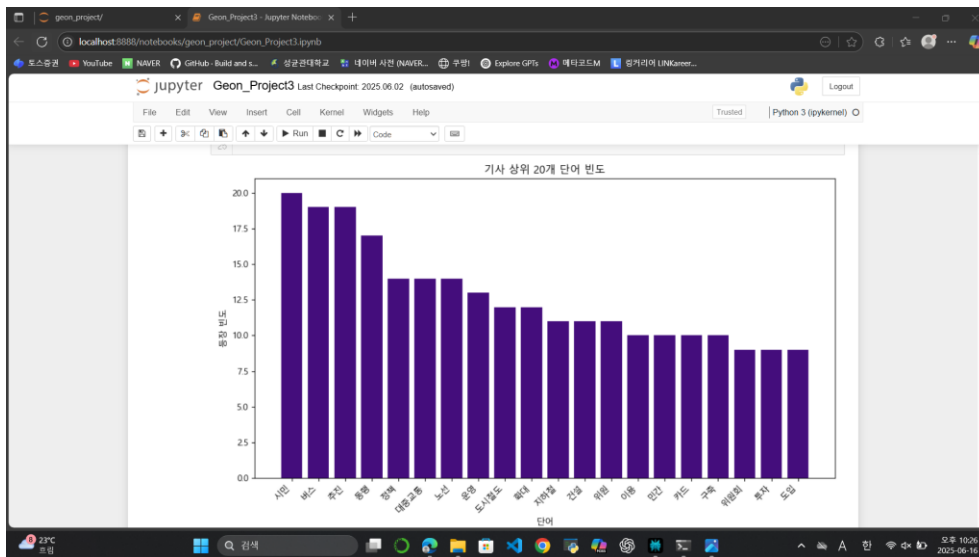 geon_project/
Geon_Project3 - Jupyter Noteboo
localhost:8888/notebooks/geon_project/Geon_Project3.ipynb
토스증권 YouTube NAVER GitHub - Build and s... 성균관대학교 네이버 사전 (NAVER... 쿠팡! Explore GPTs 메타코드M 링커리어 LINKareer...
jupyter Geon_Project3 Last Checkpoint: 2025.06.02 (autosaved)
Logout
File Edit View Insert Cell Kernel Widgets Help
Trusted Python 3 (ipykernel)
Run Code
기사 상위 20개 단어 빈도
20.0
17.5
15.0
12.5
10.0
7.5
5.0
2.5
0.0
등장 빈도
시민 버스 추진 동행 정책 대중교통 노선 운영 도시철도 확대 지하철 건설 위원 이용 민간 카드 구축 위원회 투자 도입
단어
8 23°C
흐림
검색
A 한
오후 10:26
2025-06-16